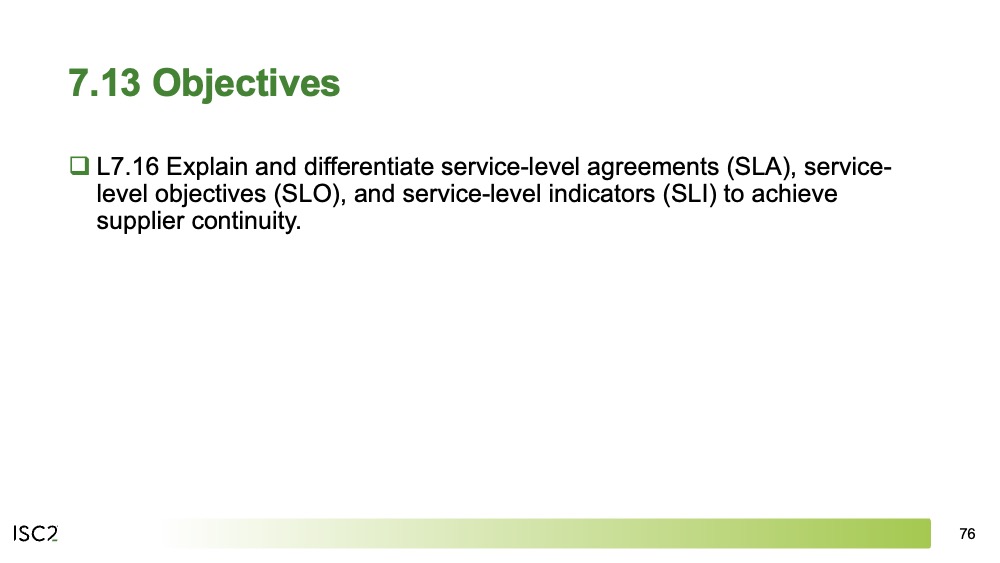 7.13 Objectives
❑ L7.16 Explain and differentiate service-level agreements (SLA), service-
level objectives (SLO), and service-level indicators (SLI) to achieve
supplier continuity.
ISC2
76